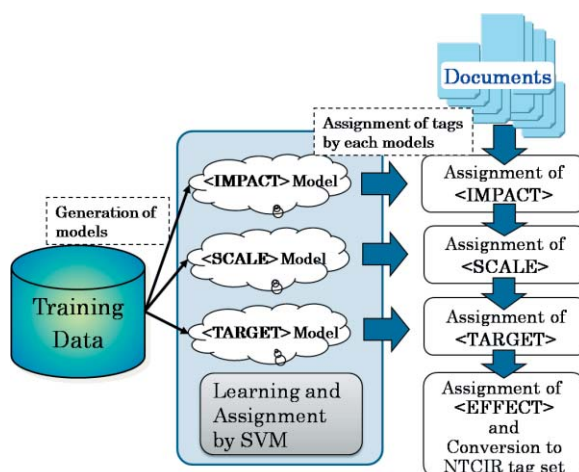 Documents
Assignment of tags
by each models
<IMPACT> Model
Assignment of
<IMPACT>
Generation of
models
<SCALE> Model
Assignment of
<SCALE>
Training
Data
<TARGET> Model
Assignment of
<TARGET>
Learning and
Assignment
by SVM
Assignment of
<EFFECT>
and
Conversion to
NTCIR tag set